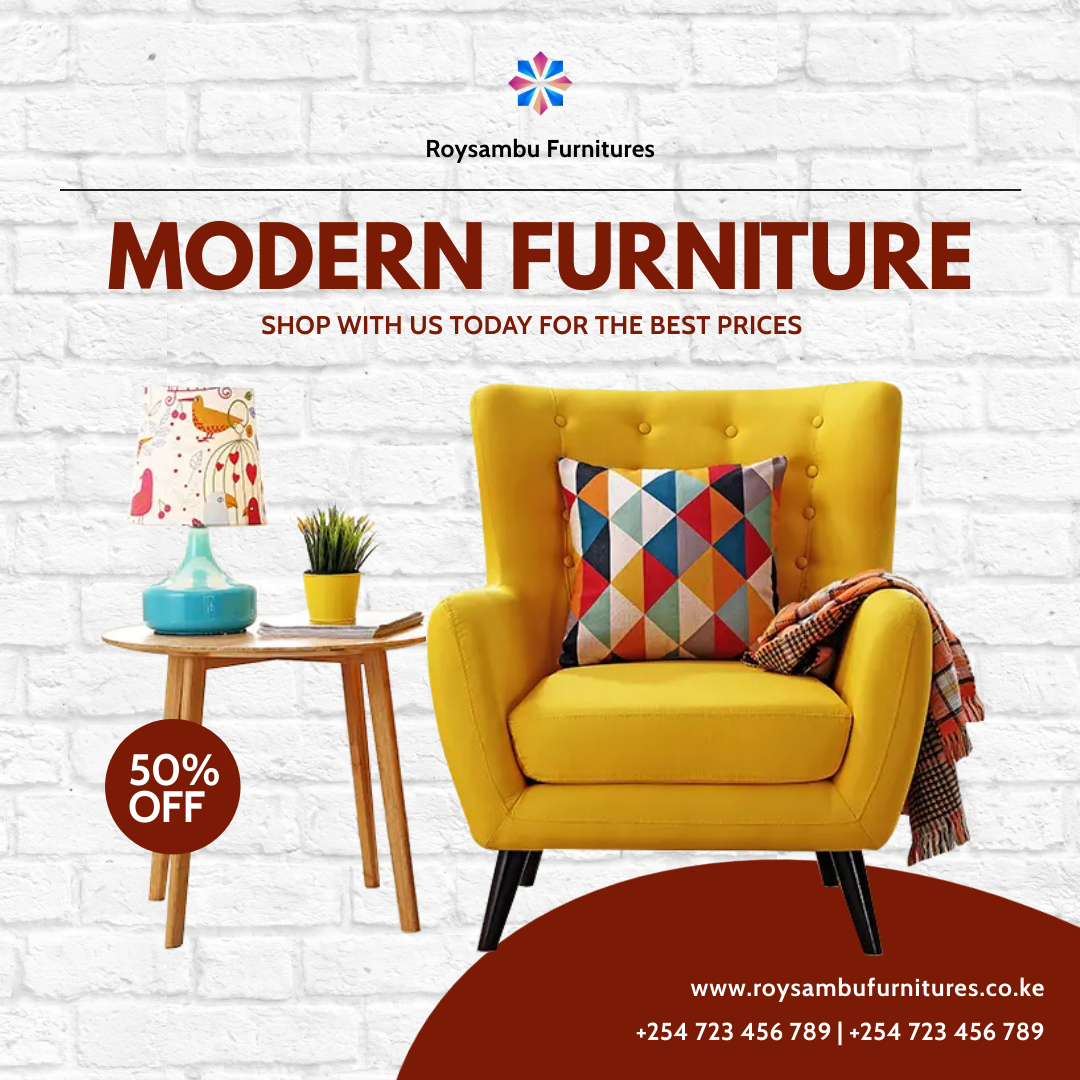 Roysambu Furnitures
MODERN FURNITURE
SHOP WITH US TODAY FOR THE BEST PRICES
50%
OFF
www.roysambufurnitures.co.ke
+254 723 456 789 | +254 723 456 789